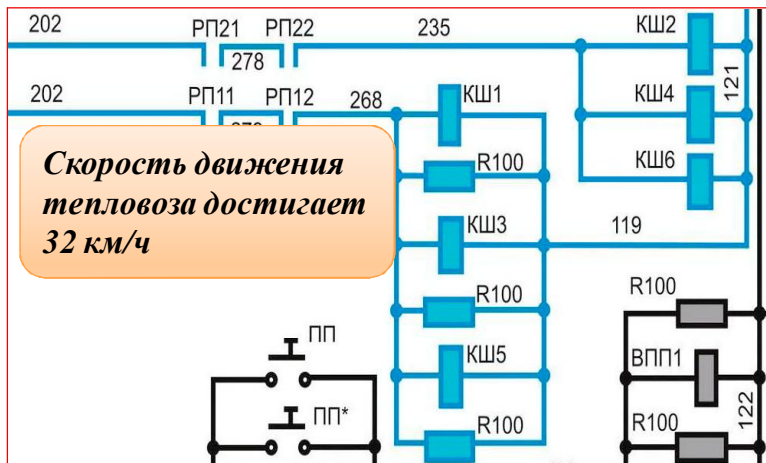 202 РП21 РП22 235 КШ2
278
121
202 РП11 РП12 268 КШ1 КШ4
Скорость движения
тепловоза достигает
32 км/ч
R100 КШ6
КШ3 119
R100 R100
ПП
КШ5 ВПП1
ПП* R100 R100
122